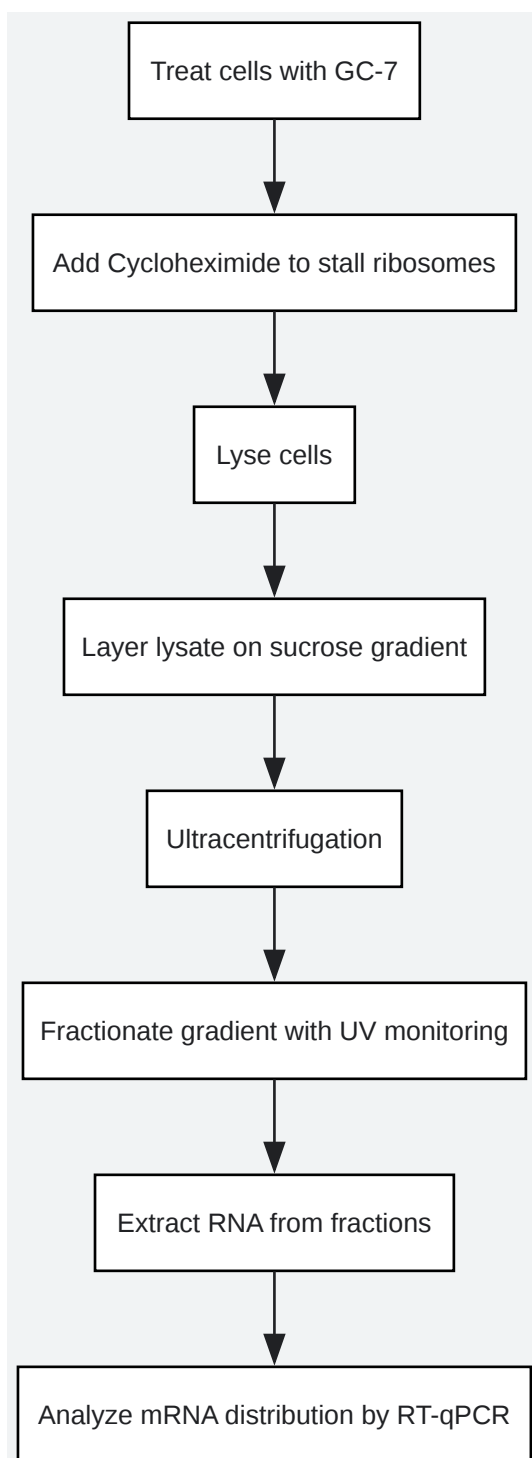 Treat cells with GC-7
Add Cycloheximide to stall ribosomes
Lyse cells
Layer lysate on sucrose gradient
Ultracentrifugation
Fractionate gradient with UV monitoring
Extract RNA from fractions
Analyze mRNA distribution by RT-qPCR